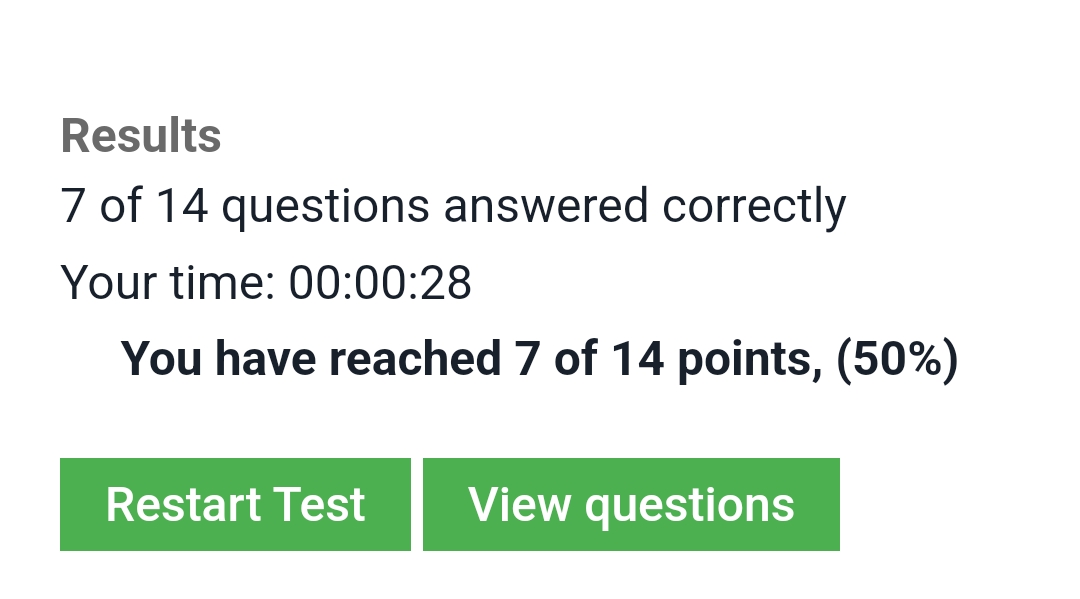 Results
7 of 14 questions answered correctly
Your time: 00:00:28
You have reached 7 of 14 points, (50%)
Restart Test
View questions